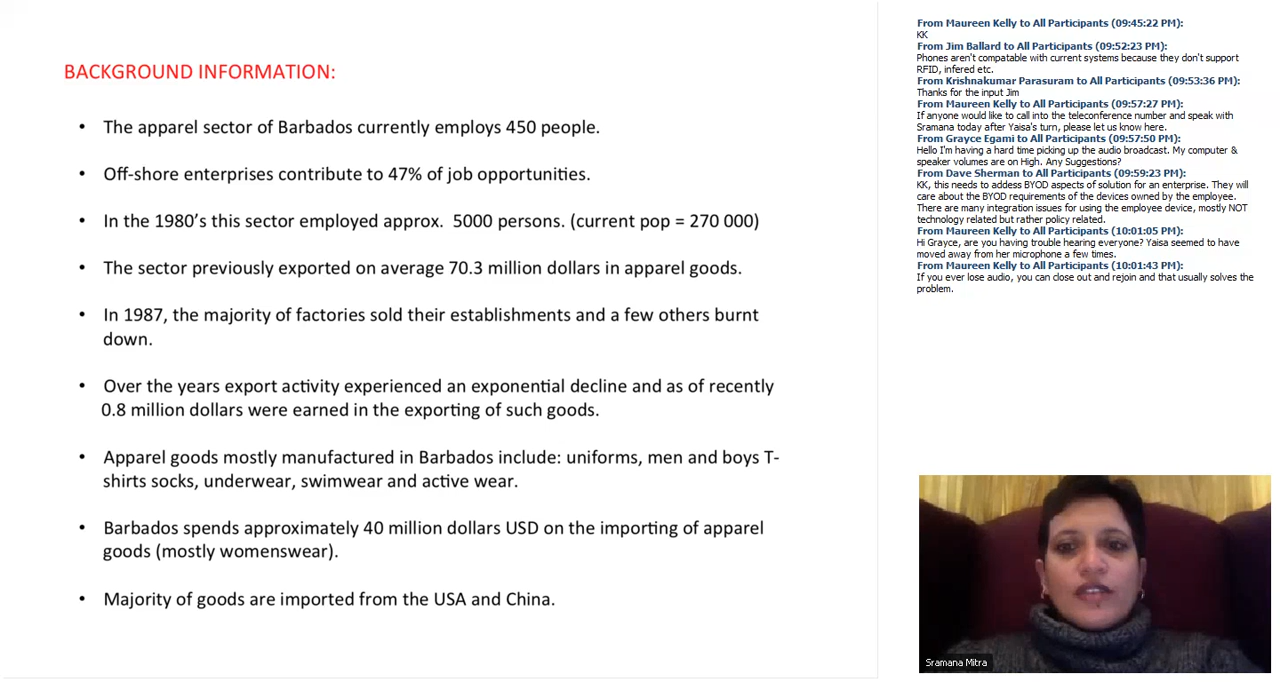 BACKGROUND INFORMATION:
• The apparel sector of Barbados currently employs 450 people.
• Off-shore enterprises contribute to 47% of job opportunities.
• In the 1980's this sector employed approx.  5000 persons. (current pop = 270 000)
• The sector previously exported on average 70.3 million dollars in apparel goods.
• In 1987, the majority of factories sold their establishments and a few others burnt
down.
• Over the years export activity experienced an exponential decline and as of recently
0.8 million dollars were earned in the exporting of such goods.
• Apparel goods mostly manufactured in Barbados include: uniforms, men and boys T-
shirts socks, underwear, swimwear and active wear.
• Barbados spends approximately 40 million dollars USD on the importing of apparel
goods (mostly womenswear).
• Majority of goods are imported from the USA and China.
From Maureen Kelly to All Participants (09:45:22 PM):
KK
From Jim Ballard to All Participants (09:52:23 PM):
Phones aren't compatable with current systems because they don't support
RFID, infered etc.
From Krishnakumar Parasuram to All Participants (09:53:36 PM):
Thanks for the input Jim
From Maureen Kelly to All Participants (09:57:27 PM):
If anyone would like to call into the teleconference number and speak with
Sramana today after Yaisa's turn, please let us know here.
From Grayce Egami to All Participants (09:57:50 PM):
Hello I'm having a hard time picking up the audio broadcast. My computer &
speaker volumes are on High. Any Suggestions?
From Dave Sherman to All Participants (09:59:23 PM):
KK, this needs to addess BYOD aspects of solution for an enterprise. They will
care about the BYOD requirements of the devices owned by the employee.
There are many integration issues for using the employee device, mostly NOT
technology related but rather policy related.
From Maureen Kelly to All Participants (10:01:05 PM):
Hi Grayce, are you having trouble hearing everyone? Yaisa seemed to have
moved away from her microphone a few times.
From Maureen Kelly to All Participants (10:01:43 PM):
If you ever lose audio, you can close out and rejoin and that usually solves the
problem.
Sramana Mitra